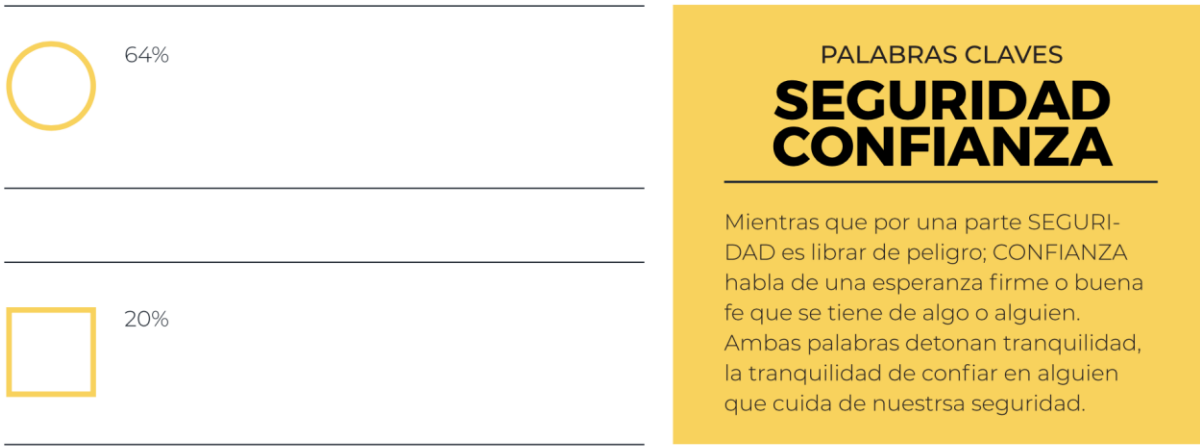 64%
20%
PALABRAS CLAVES
SEGURIDAD
CONFIANZA
Mientras que por una parte SEGURI-
DAD es librar de peligro; CONFIANZA
habla de una esperanza firme o buena
fe que se tiene de algo o alguien.
Ambas palabras detonan tranquilidad,
la tranquilidad de confiar en alguien
que cuida de nuestrsa seguridad.